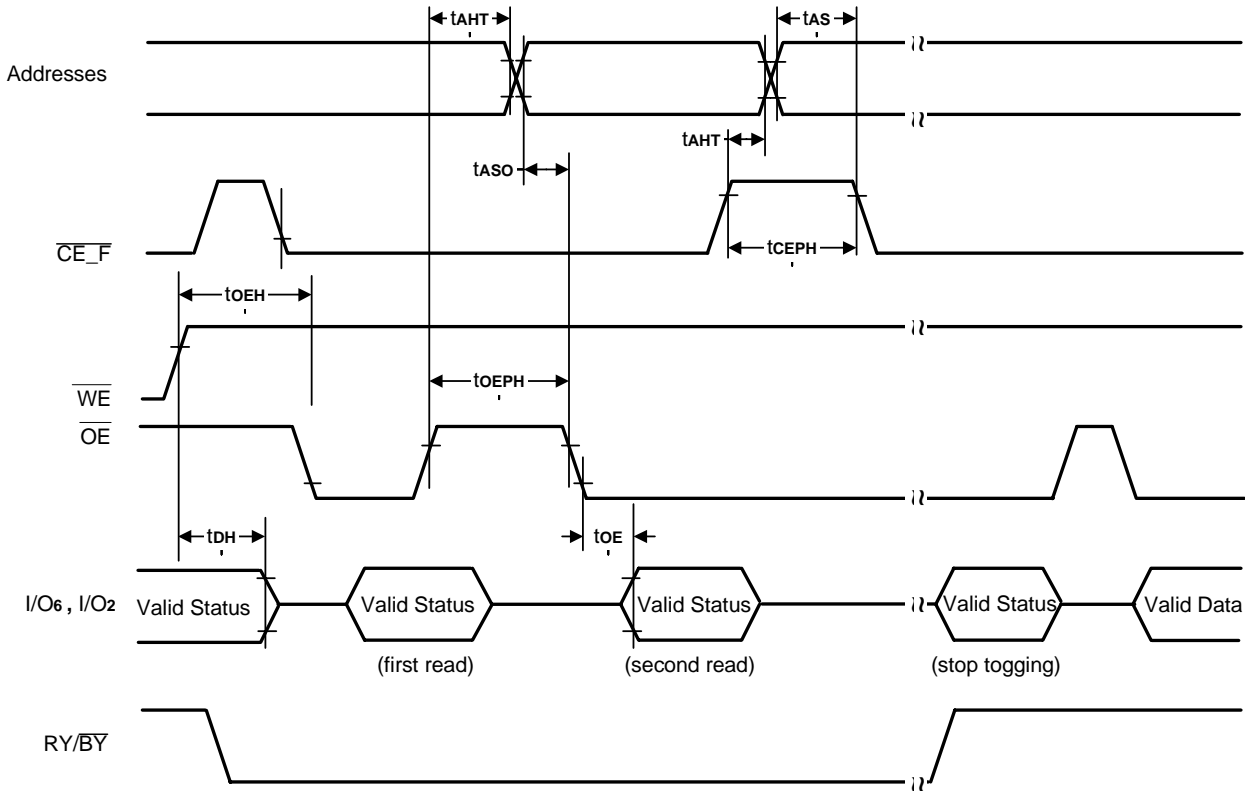 tAHT
tAS
Addresses
tAHT
tASO
CE_F
tCEPH
tOEH
WE
tOEPH
OE
tDH
tOE
I/O6 , I/O2
Valid Status
Valid Status
Valid Status
Valid Status
Valid Data
(first read)
(second read)
(stop togging)
RY/BY